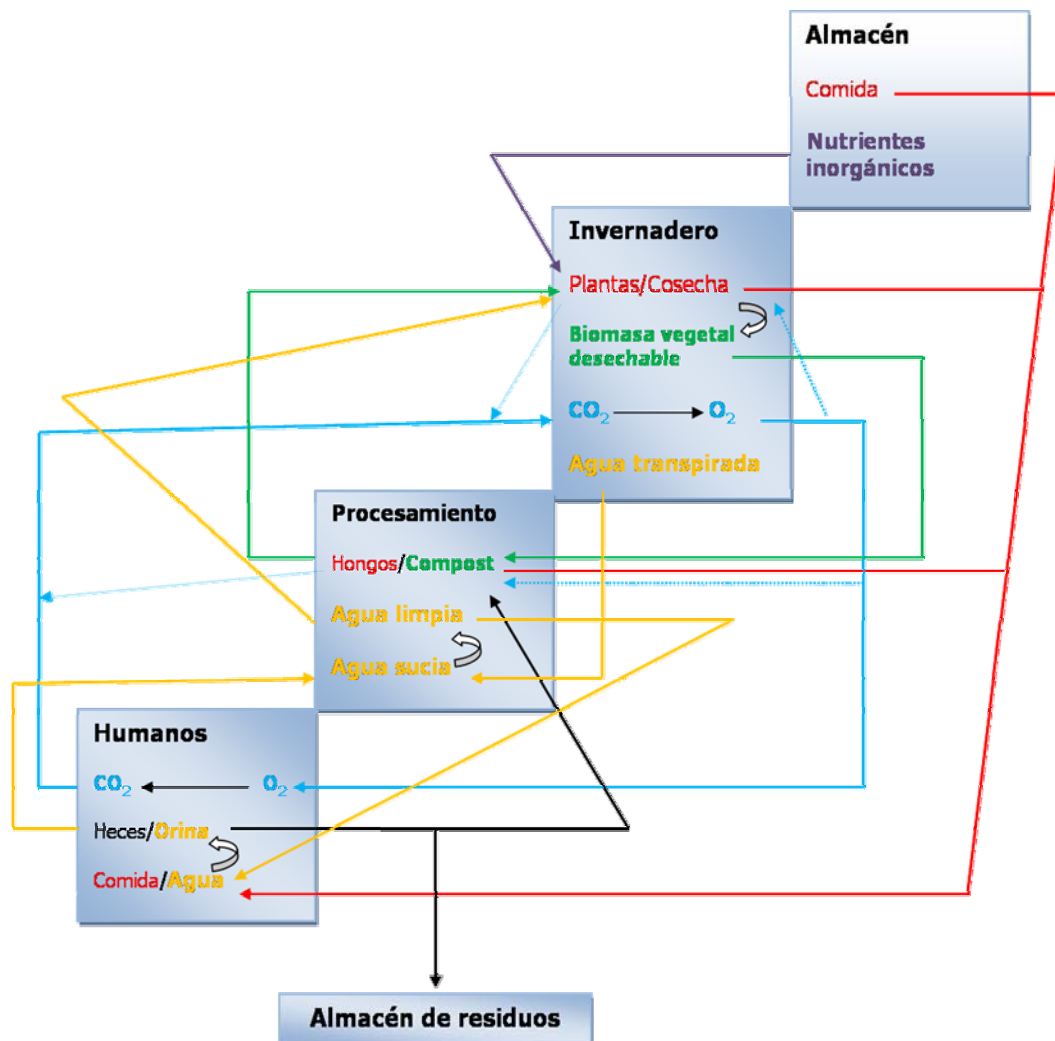 Almacén
Comida
Nutrientes
inorgánicos
Invernadero
Plantas/Cosecha
Biomasa vegetal
desechable
CO₂ O₂
Agua transpirada
Procesamiento
Hongos/Compost
Agua limpia
Agua sucia
Humanos
CO₂ O₂
Heces/Orina
Comida/Agua
Almacén de residuos